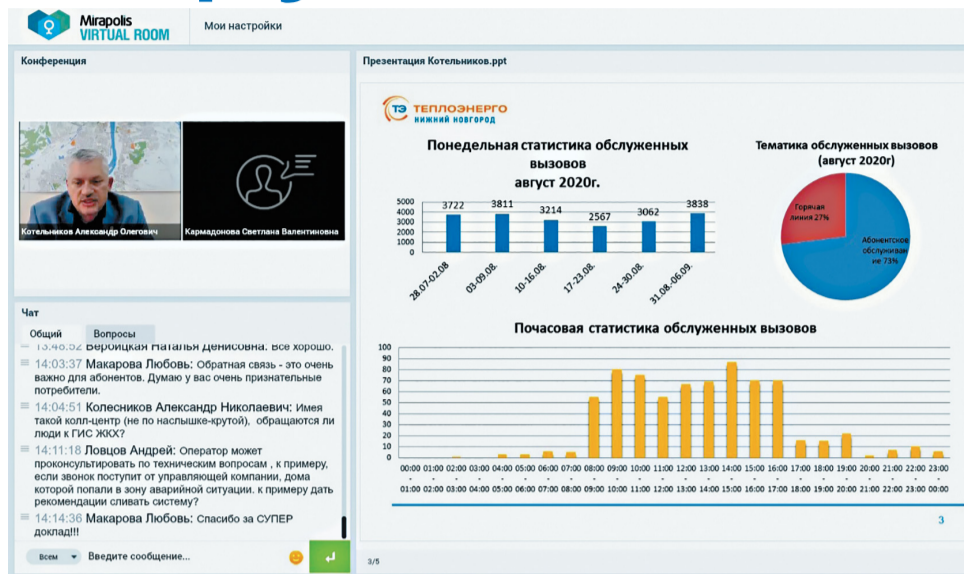 Mirapolis
VIRTUAL ROOM
Мои настройки
Конференция
Котельников Александр Олегович
Кармадонова Светлана Валентиновна
Чат
Общий
Вопросы
13:48:52 Вербицкая Наталья Денисовна: Все хорошо.
14:03:37 Макарова Любовь: Обратная связь - это очень
важно для абонентов. Думаю у вас очень признательные
потребители.
14:04:51 Колесников Александр Николаевич: Имея
такой колл-центр (не по наслышке-крутой), обращаются ли
люди к ГИС ЖКХ?
14:11:18 Ловцов Андрей: Оператор может
проконсультировать по техническим вопросам , к примеру,
если звонок поступит от управляющей компании, дома
которой попали в зону аварийной ситуации. к примеру дать
рекомендации сливать систему?
14:14:36 Макарова Любовь: Спасибо за СУПЕР
доклад!!!
Всем
Введите сообщение...
Презентация Котельников.ppt
ТЭ ТЕПЛОЭНЕРГО
НИЖНИЙ НОВГОРОД
Понедельная статистика обслуженных
вызовов
август 2020г.
5000
4000
3000
2000
1000
0
3722 3811 3214 2567 3062 3838
28.07-02.08 03-09.08. 10-16.08. 17-23.08. 24-30.08. 31.08.-06.09.
Тематика обслуженных вызовов
(август 2020г)
Горячая
линия 27%
Абонентское
обслуживан
ие 73%
Почасовая статистика обслуженных вызовов
100
90
80
70
60
50
40
30
20
10
0
00:00 01:00 02:00 03:00 04:00 05:00 06:00 07:00 08:00 09:00 10:00 11:00 12:00 13:00 14:00 15:00 16:00 17:00 18:00 19:00 20:00 21:00 22:00 23:00
- - - - - - - - - - - - - - - - - - - - - - - -
01:00 02:00 03:00 04:00 05:00 06:00 07:00 08:00 09:00 10:00 11:00 12:00 13:00 14:00 15:00 16:00 17:00 18:00 19:00 20:00 21:00 22:00 23:00 00:00
3
3/5